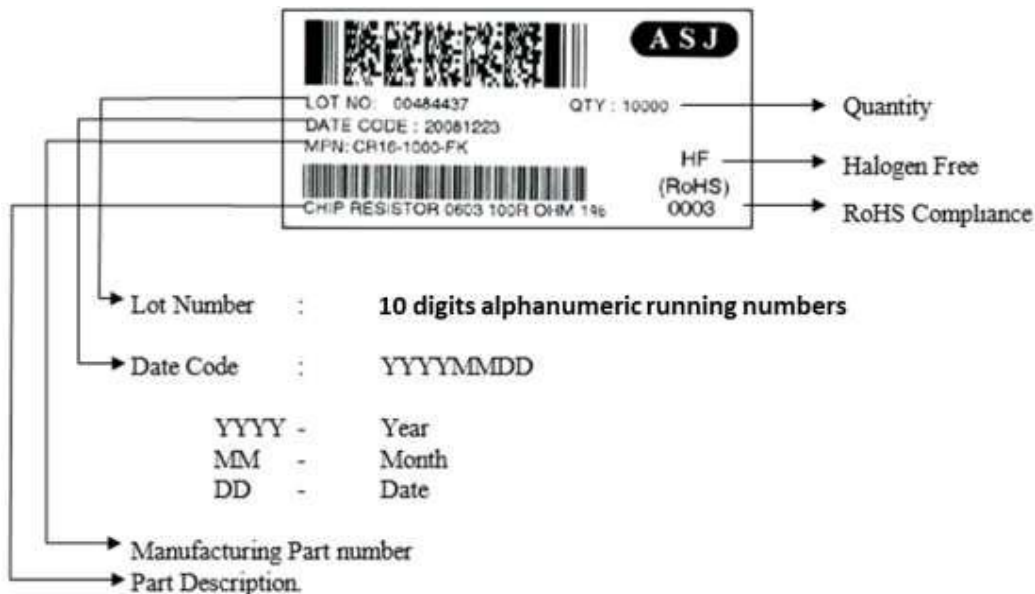 ASJ
LOT NO: 00484437 QTY : 10000 Quantity
DATE CODE : 20081223
MPN: CR16-1000-FK
HF Halogen Free
(RoHS)
CHIP RESISTOR 0603 100R OHM 1% 0003 RoHS Compliance
Lot Number : 10 digits alphanumeric running numbers
Date Code : YYYYMMDD
YYYY - Year
MM - Month
DD - Date
Manufacturing Part number
Part Description.